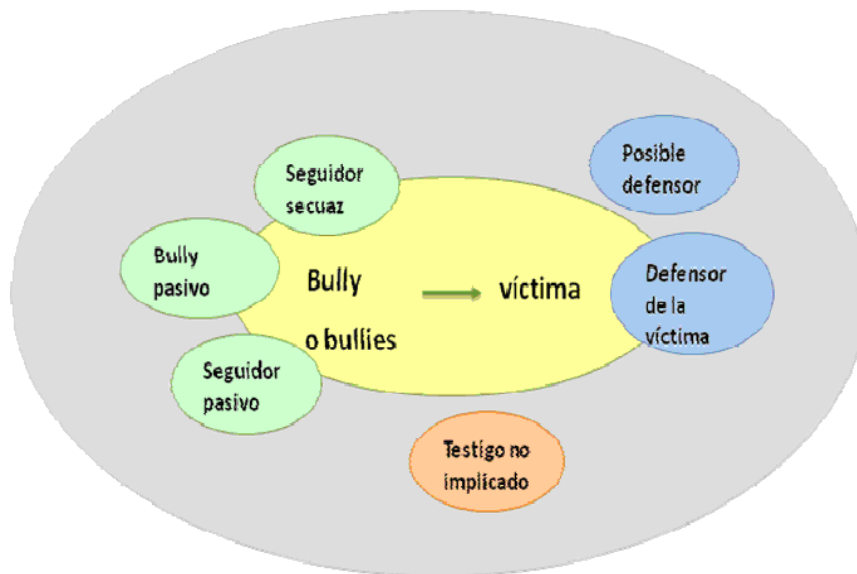 Seguidor
secuaz
Posible
defensor
Bully
pasivo
Bully
o bullies
víctima
Defensor
de la
víctima
Seguidor
pasivo
Testigo no
implicado